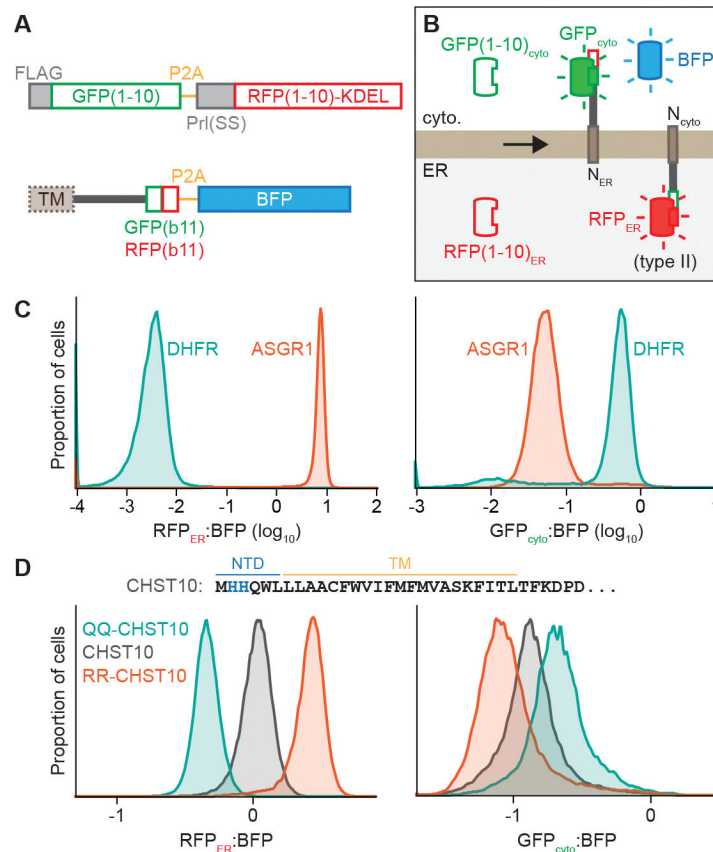 A
FLAG
P2A
GFP(1-10)
RFP(1-10)-KDEL
Prl(SS)
P2A
TM
BFP
GFP(b11)
RFP(b11)
B
GFPcyto
GFP(1-10)cyto
BFP
cyto.
Ncyto
ER
NER
RFPER
RFP(1-10)ER
(type II)
C
Proportion of cells
DHFR
ASGR1
-4 -3 -2 -1 0 1 2
RFPER:BFP (log10)
ASGR1
DHFR
-3 -2 -1 0 1
GFPcyto:BFP (log10)
D
NTD
TM
CHST10: MHHQWLLLAACFWVIFMFMVASKFITLTFKDPD...
Proportion of cells
QQ-CHST10
CHST10
RR-CHST10
-1 0
RFPER:BFP
-1 0
GFPcyto:BFP